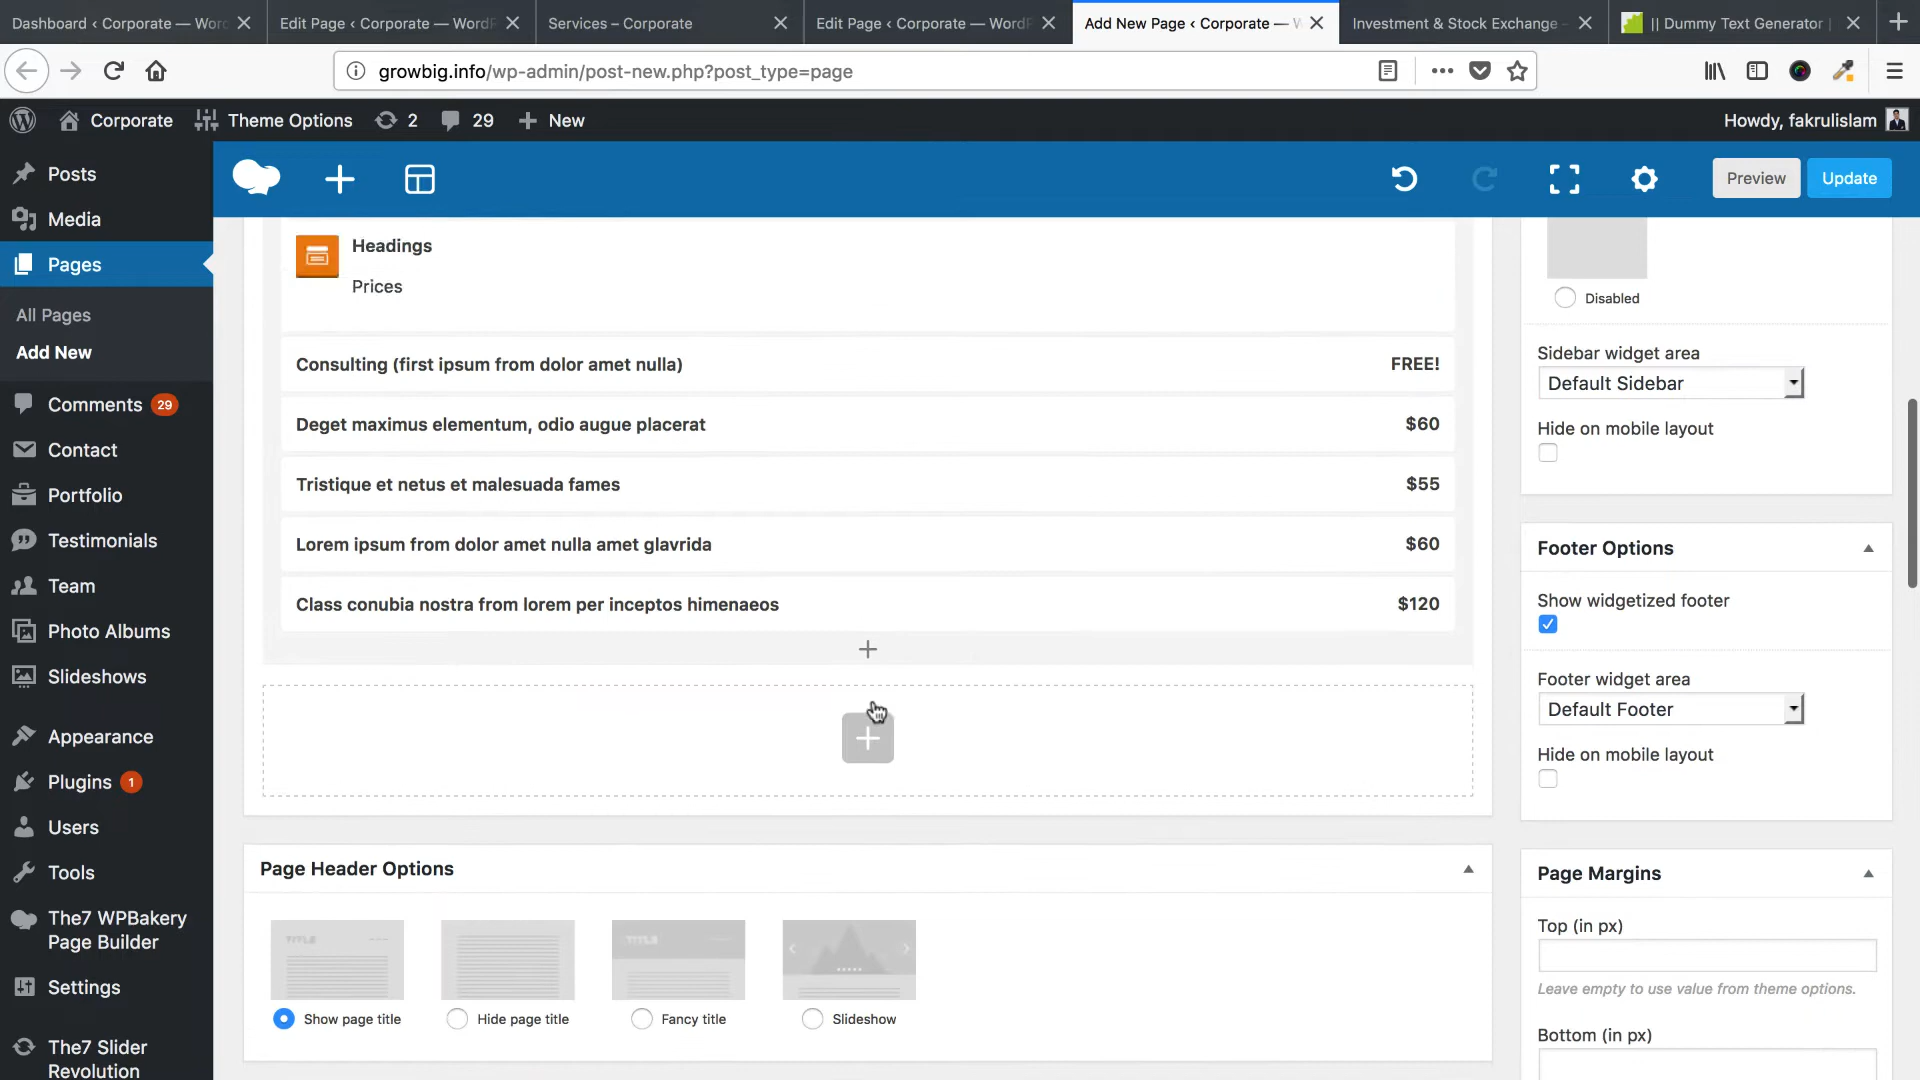 Dashboard ‹ Corporate — Wor
Edit Page ‹ Corporate — WordP
Services – Corporate
Edit Page ‹ Corporate — WordP
Add New Page ‹ Corporate — W
Investment & Stock Exchange -
|| Dummy Text Generator |
growbig.info/wp-admin/post-new.php?post_type=page
Corporate
Theme Options
2
29
New
Howdy, fakrulislam
Posts
Media
Pages
All Pages
Add New
Comments 29
Contact
Portfolio
Testimonials
Team
Photo Albums
Slideshows
Appearance
Plugins 1
Users
Tools
The7 WPBakery
Page Builder
Settings
The7 Slider
Revolution
Preview
Update
Headings
Prices
Consulting (first ipsum from dolor amet nulla) FREE!
Deget maximus elementum, odio augue placerat $60
Tristique et netus et malesuada fames $55
Lorem ipsum from dolor amet nulla amet glavrida $60
Class conubia nostra from lorem per inceptos himenaeos $120
Page Header Options
TITLE
TITLE
Show page title
Hide page title
Fancy title
Slideshow
Disabled
Sidebar widget area
Default Sidebar
Hide on mobile layout
Footer Options
Show widgetized footer
Footer widget area
Default Footer
Hide on mobile layout
Page Margins
Top (in px)
Leave empty to use value from theme options.
Bottom (in px)